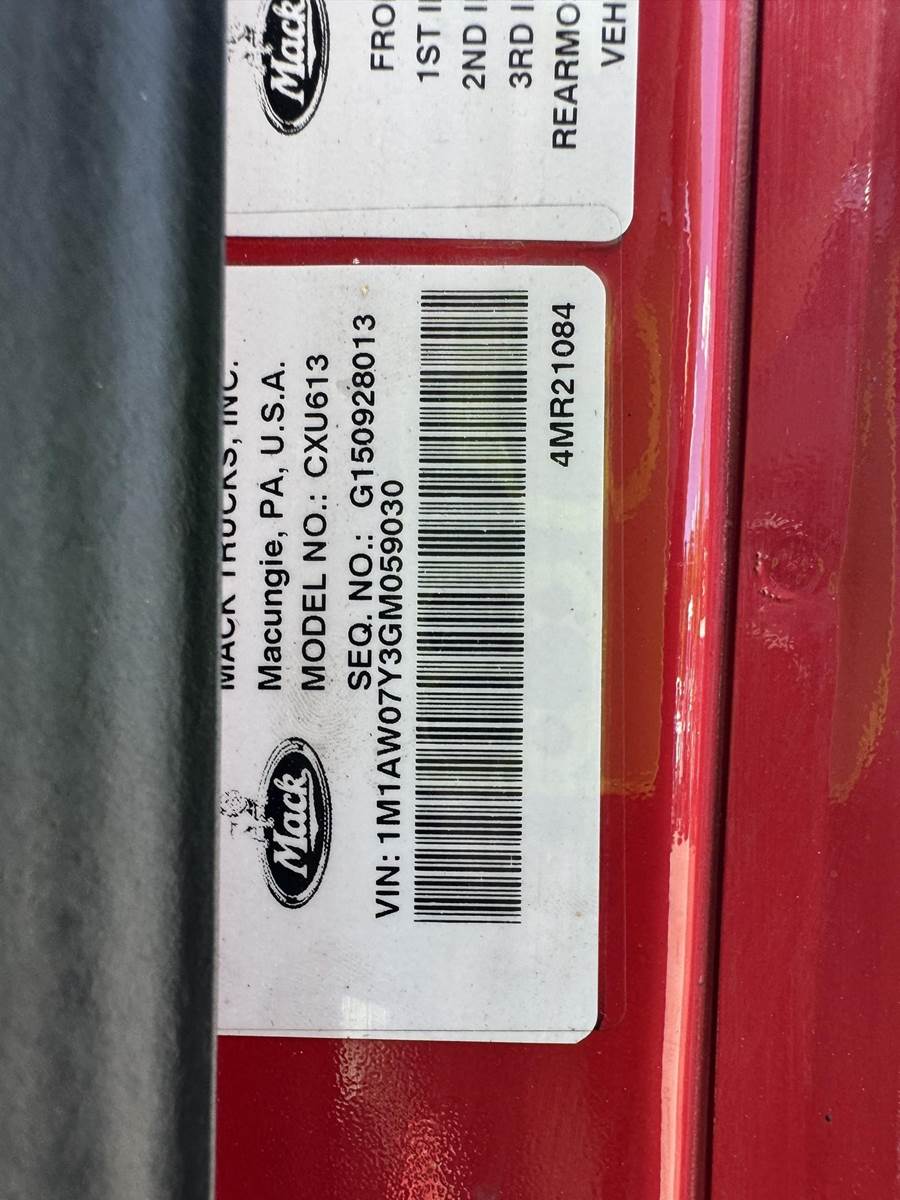 Mack
FRO
1ST I
2ND I
3RD I
REARMO
VEH
MACK TRUCKS, INC.
Macungie, PA, U.S.A.
MODEL NO.: CXU613
SEQ. NO.: G150928013
Mack
VIN: 1M1AW07Y3GM059030
4MR21084